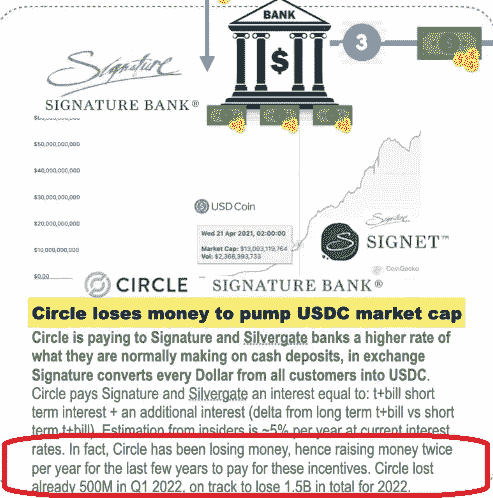 BANK
$
3
Signature
SIGNATURE BANK®
$50,000,000,000
$40,000,000,000
$30,000,000,000
$20,000,000,000
$10,000,000,000
$0.00
USD Coin
Wed 21 Apr 2021, 02:00:00
Market Cap: $13,093,119,764
Vol: $2,366,393,733
Signature
SIGNET™
CoinGecko
CIRCLE
SIGNATURE BANK®
Circle loses money to pump USDC market cap
Circle is paying to Signature and Silvergate banks a higher rate of
what they are normally making on cash deposits, in exchange
Signature converts every Dollar from all customers into USDC.
Circle pays Signature and Silvergate an interest equal to: t+bill short
term interest + an additional interest (delta from long term t+bill vs short
term t+bill). Estimation from insiders is ~5% per year at current interest
rates. In fact, Circle has been losing money, hence raising money twice
per year for the last few years to pay for these incentives. Circle lost
already 500M in Q1 2022, on track to lose 1.5B in total for 2022.